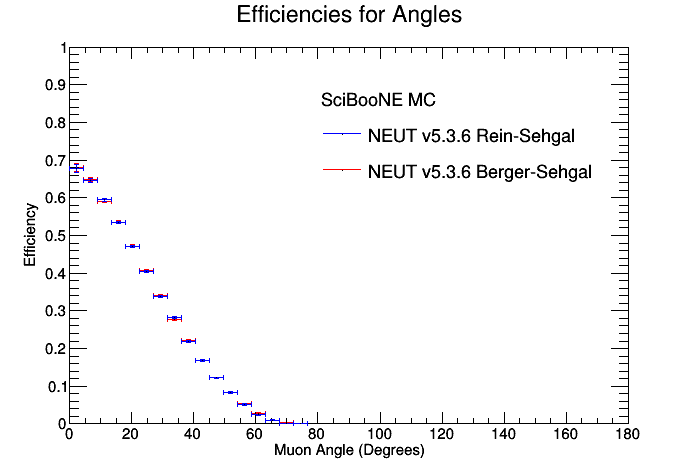 Efficiencies for Angles
1
0.9
0.8
0.7
0.6
0.5
0.4
0.3
0.2
0.1
0
Efficiency
SciBooNE MC
NEUT v5.3.6 Rein-Sehgal
NEUT v5.3.6 Berger-Sehgal
0 20 40 60 80 100 120 140 160 180
Muon Angle (Degrees)